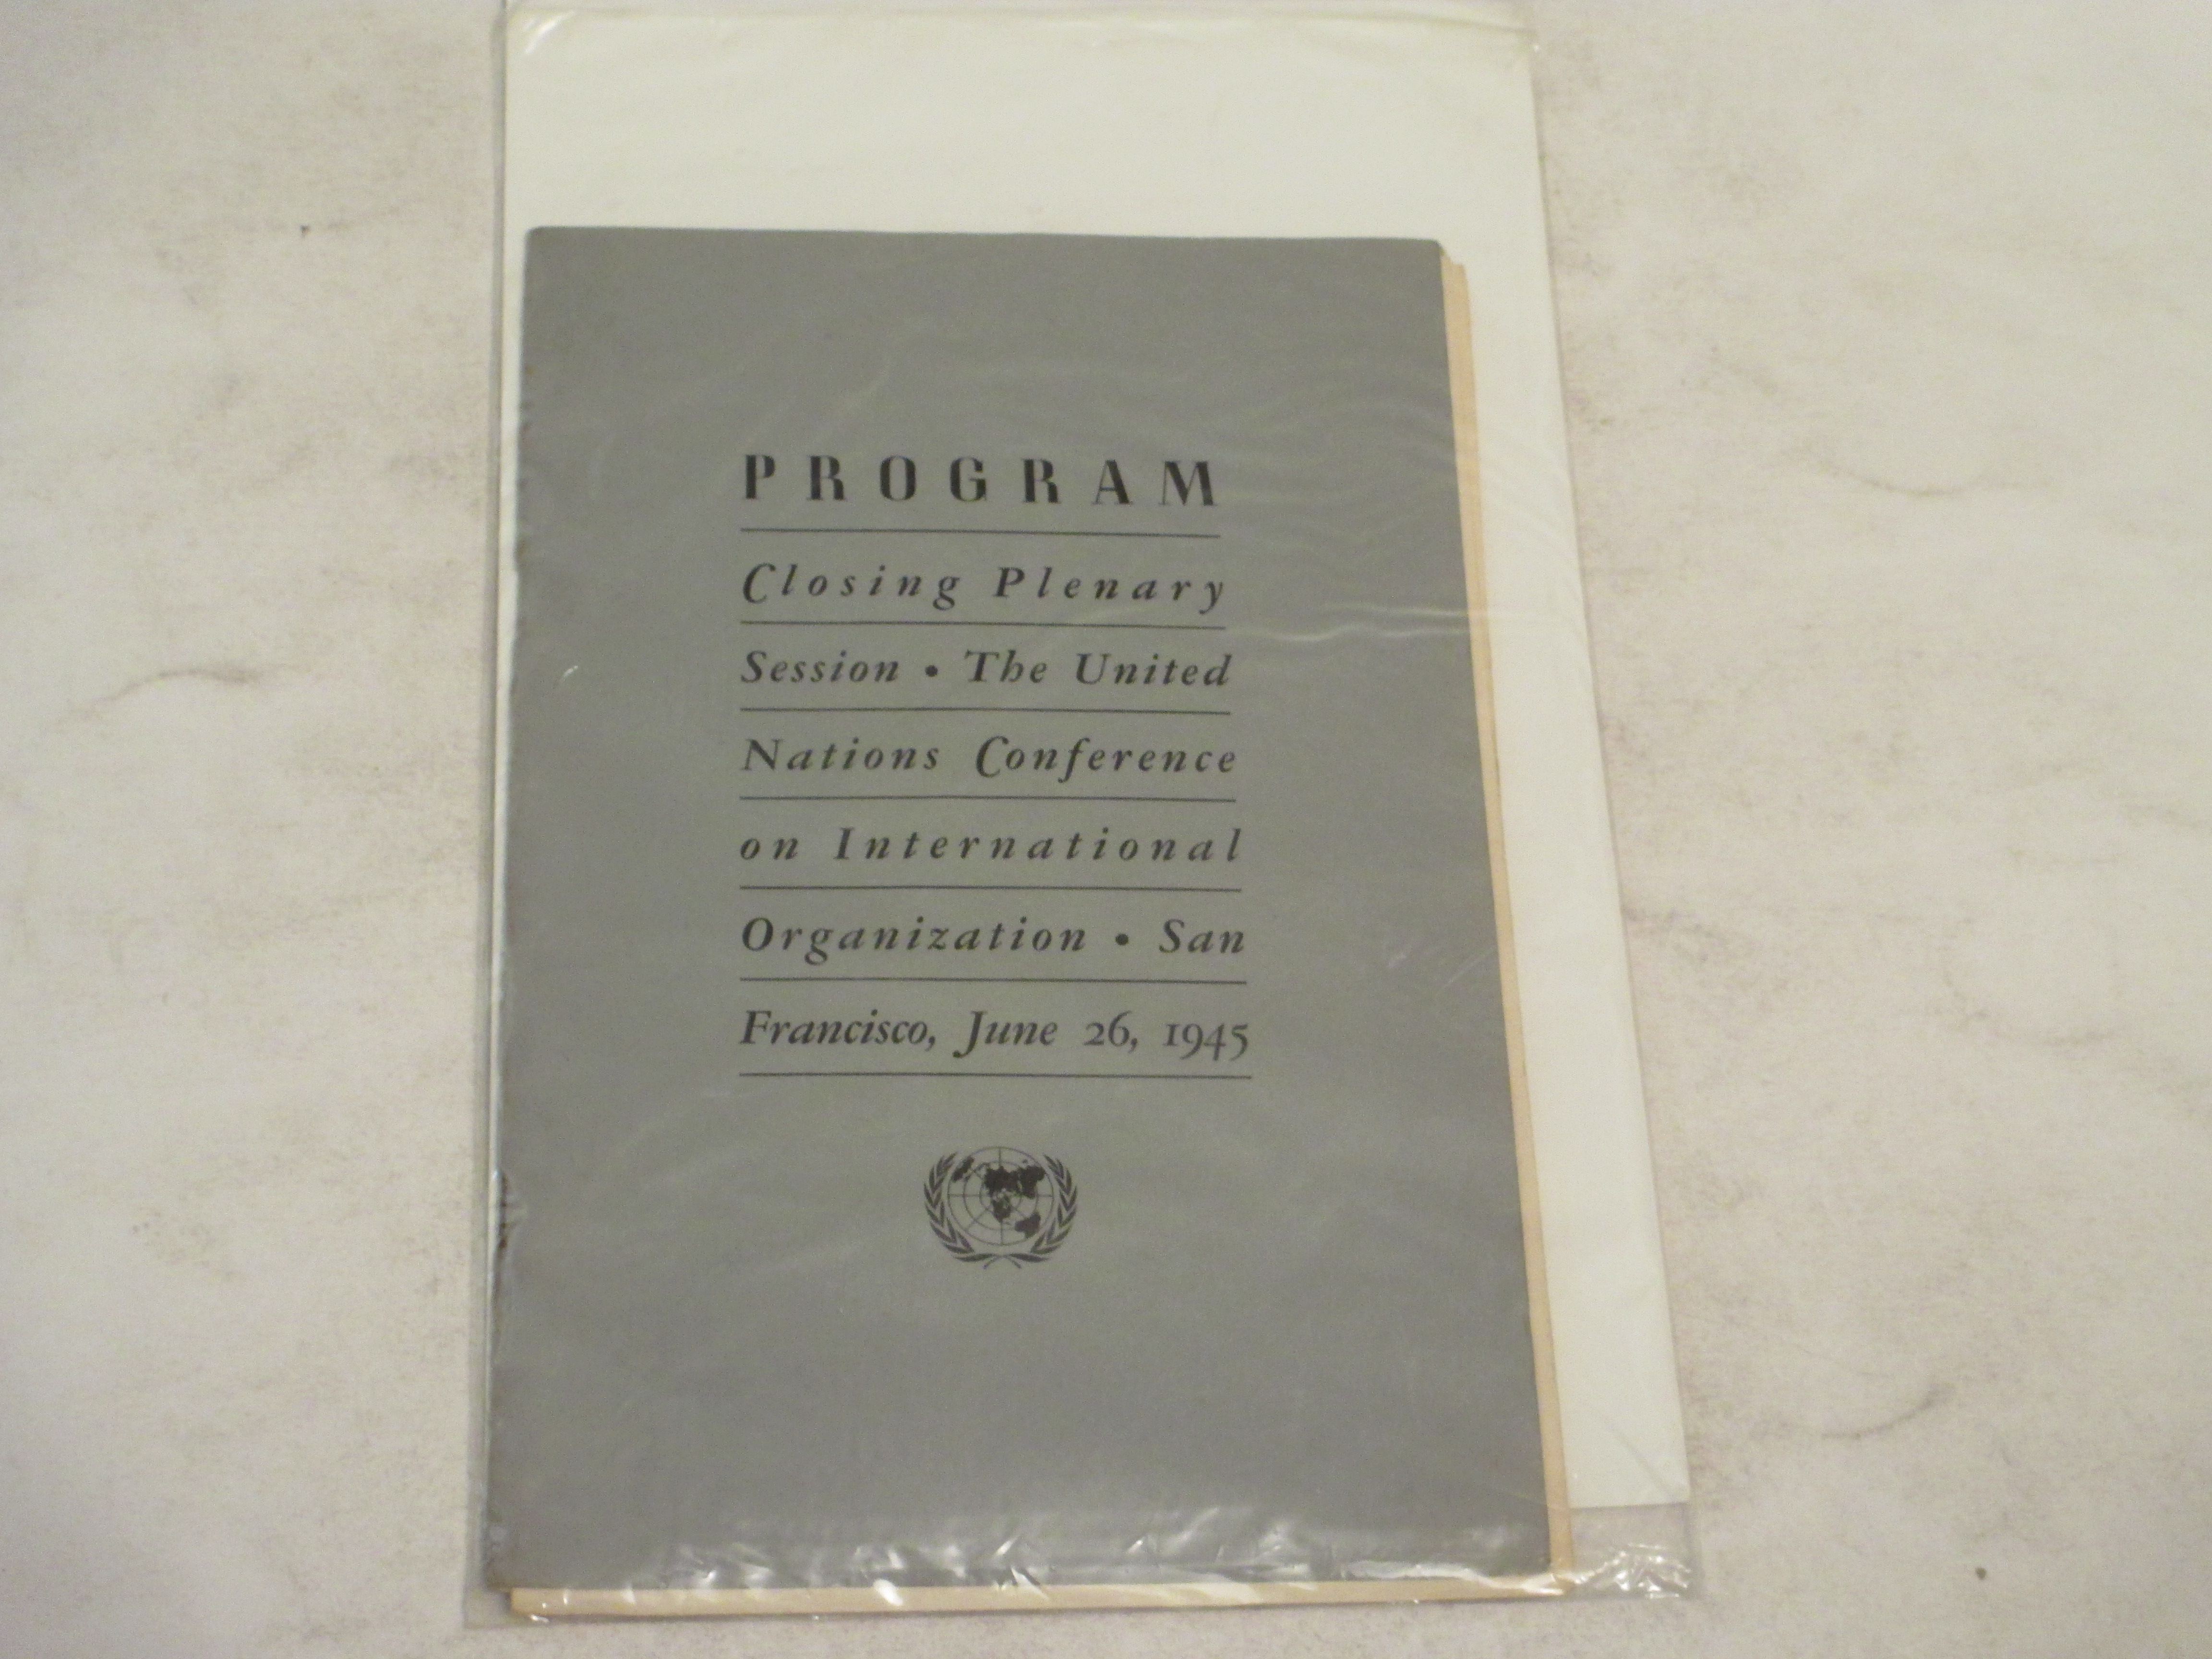 PROGRAM
Closing Plenary
Session • The United
Nations Conference
on International
Organization • San
Francisco, June 26, 1945